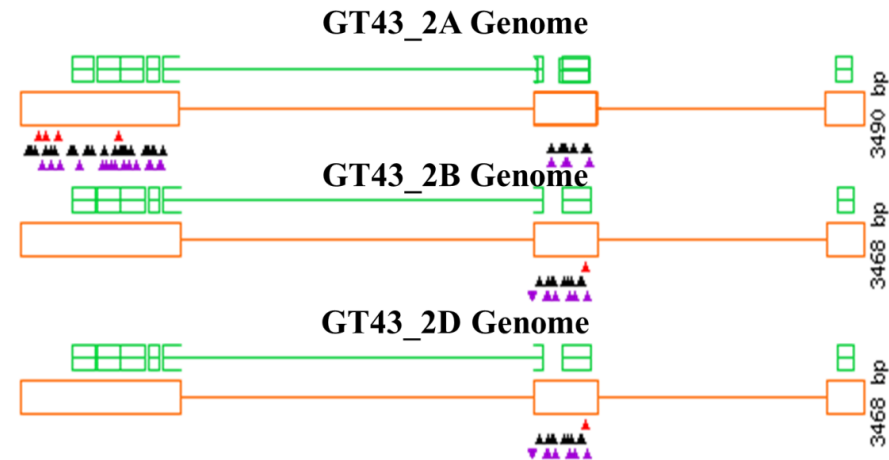 GT43_2A Genome
3490 bp
GT43_2B Genome
3468 bp
GT43_2D Genome
3468 bp